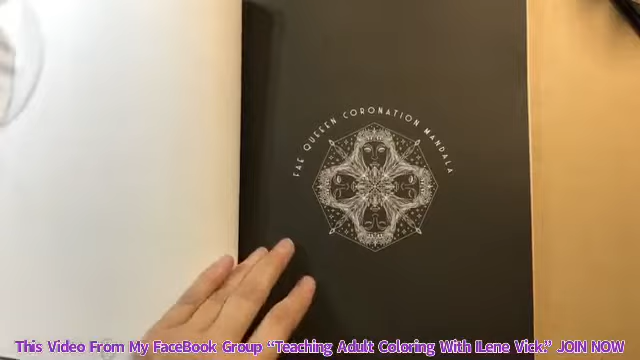 FAE QUEEN CORONATION MANDALA
This Video From My FaceBook Group “Teaching Adult Coloring With ILene Vick” JOIN NOW